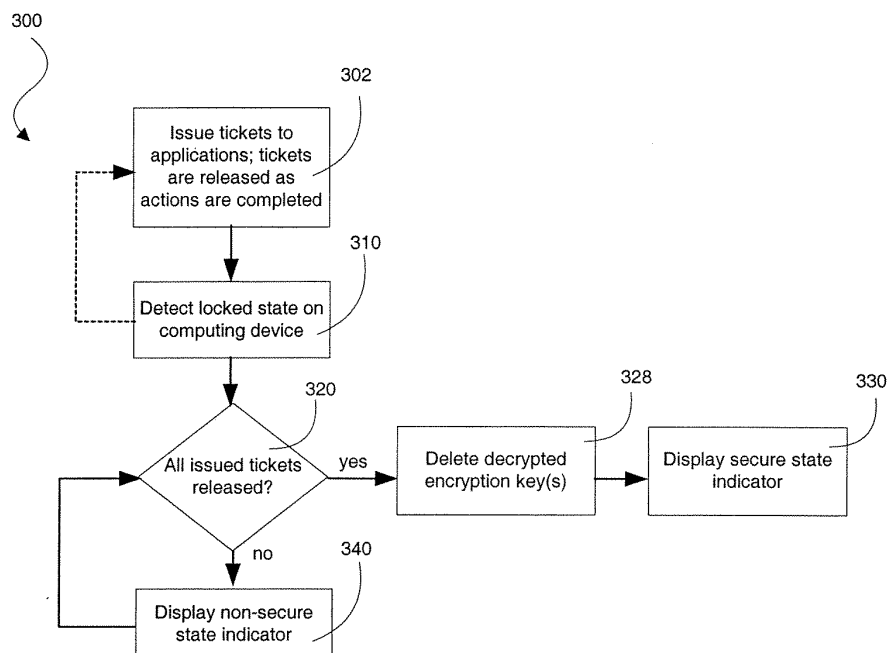 300
302
Issue tickets to
applications; tickets
are released as
actions are completed
310
Detect locked state on
computing device
320
All issued tickets
released?
yes
328
Delete decrypted
encryption key(s)
330
Display secure state
indicator
no
340
Display non-secure
state indicator